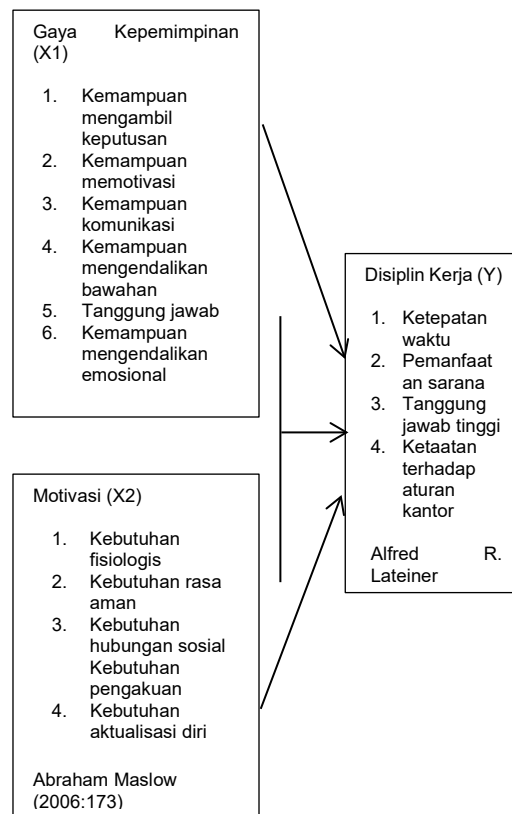 Gaya Kepemimpinan
(X1)
1. Kemampuan
mengambil
keputusan
2. Kemampuan
memotivasi
3. Kemampuan
komunikasi
4. Kemampuan
mengendalikan
bawahan
5. Tanggung jawab
6. Kemampuan
mengendalikan
emosional
Motivasi (X2)
1. Kebutuhan
fisiologis
2. Kebutuhan rasa
aman
3. Kebutuhan
hubungan sosial
Kebutuhan
pengakuan
4. Kebutuhan
aktualisasi diri
Abraham Maslow
(2006:173)
Disiplin Kerja (Y)
1. Ketepatan
waktu
2. Pemanfaat
an sarana
3. Tanggung
jawab tinggi
4. Ketaatan
terhadap
aturan
kantor
Alfred R.
Lateiner